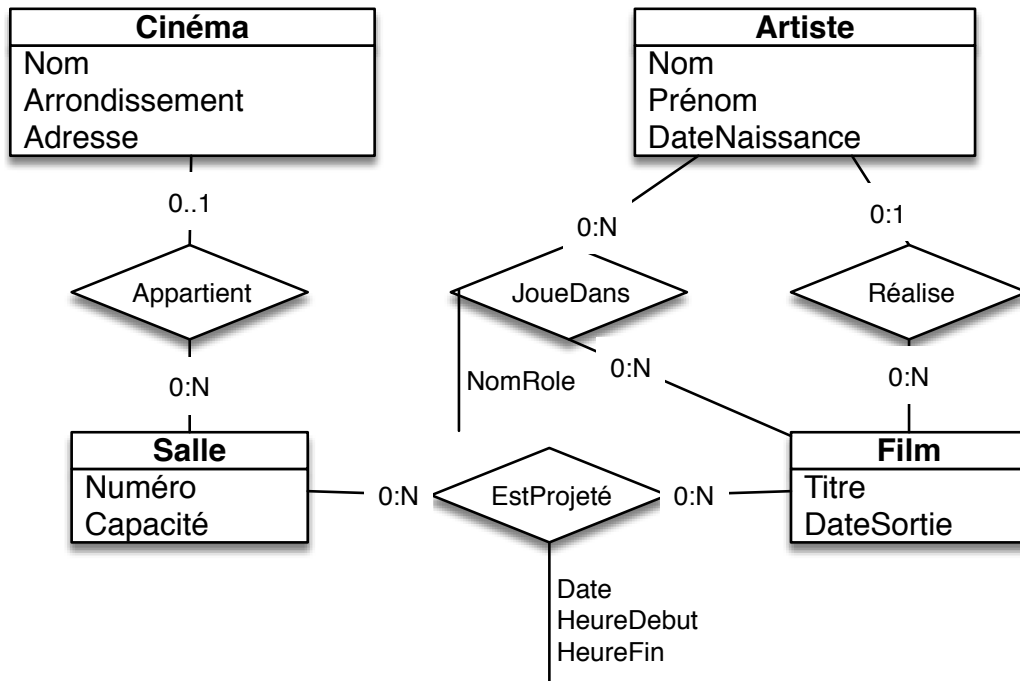 Cinéma
Nom
Arrondissement
Adresse
Artiste
Nom
Prénom
DateNaissance
0..1
0:N
0:1
Appartient
JoueDans
Réalise
0:N
NomRole
0:N
0:N
Salle
Numéro
Capacité
0:N
EstProjeté
0:N
Film
Titre
DateSortie
Date
HeureDebut
HeureFin